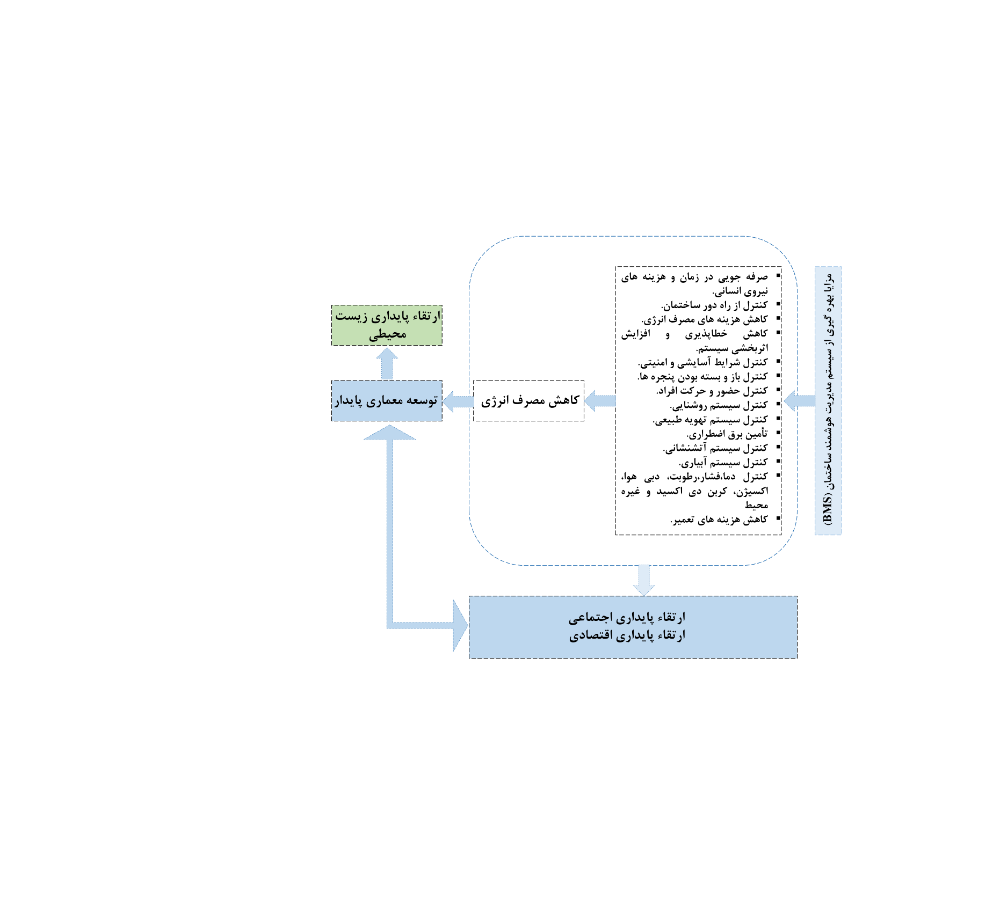 مزایا بهره گیری از سیستم مدیریت هوشمند ساختمان (BMS)
صرفه جویی در زمان و هزینه های
نیروی انسانی.
کنترل از راه دور ساختمان.
کاهش هزینه های مصرف انرژی.
کاهش خطاپذیری و افزایش
اثربخشی سیستم.
کنترل شرایط آسایشی و امنیتی.
کنترل باز و بسته بودن پنجره ها.
کنترل حضور و حرکت افراد.
کنترل سیستم روشنایی.
کنترل سیستم تهویه طبیعی.
تأمین برق اضطراری.
کنترل سیستم آتشنشانی.
کنترل سیستم آبیاری.
کنترل دما،فشار،رطوبت، دبی هوا،
اکسیژن، کربن دی اکسید و غیره
محیط
کاهش هزینه های تعمیر.
کاهش مصرف انرژی
توسعه معماری پایدار
ارتقاء پایداری زیست
محیطی
ارتقاء پایداری اجتماعی
ارتقاء پایداری اقتصادی